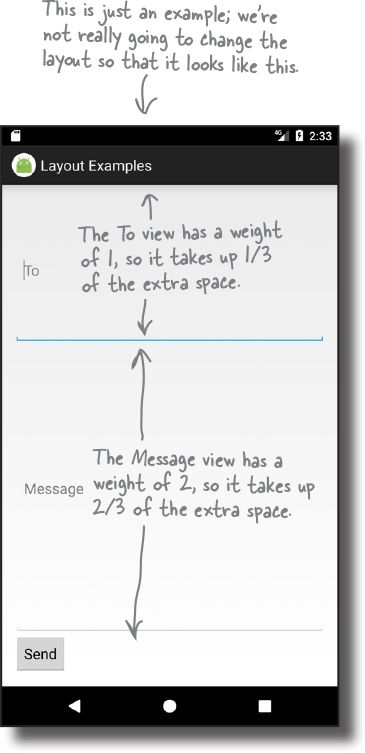 This is just an example; we're
not really going to change the
layout so that it looks like this.
4G 2:33
Layout Examples
The To view has a weight
of 1, so it takes up 1/3
of the extra space.
To
The Message view has a
weight of 2, so it takes up
2/3 of the extra space.
Message
Send